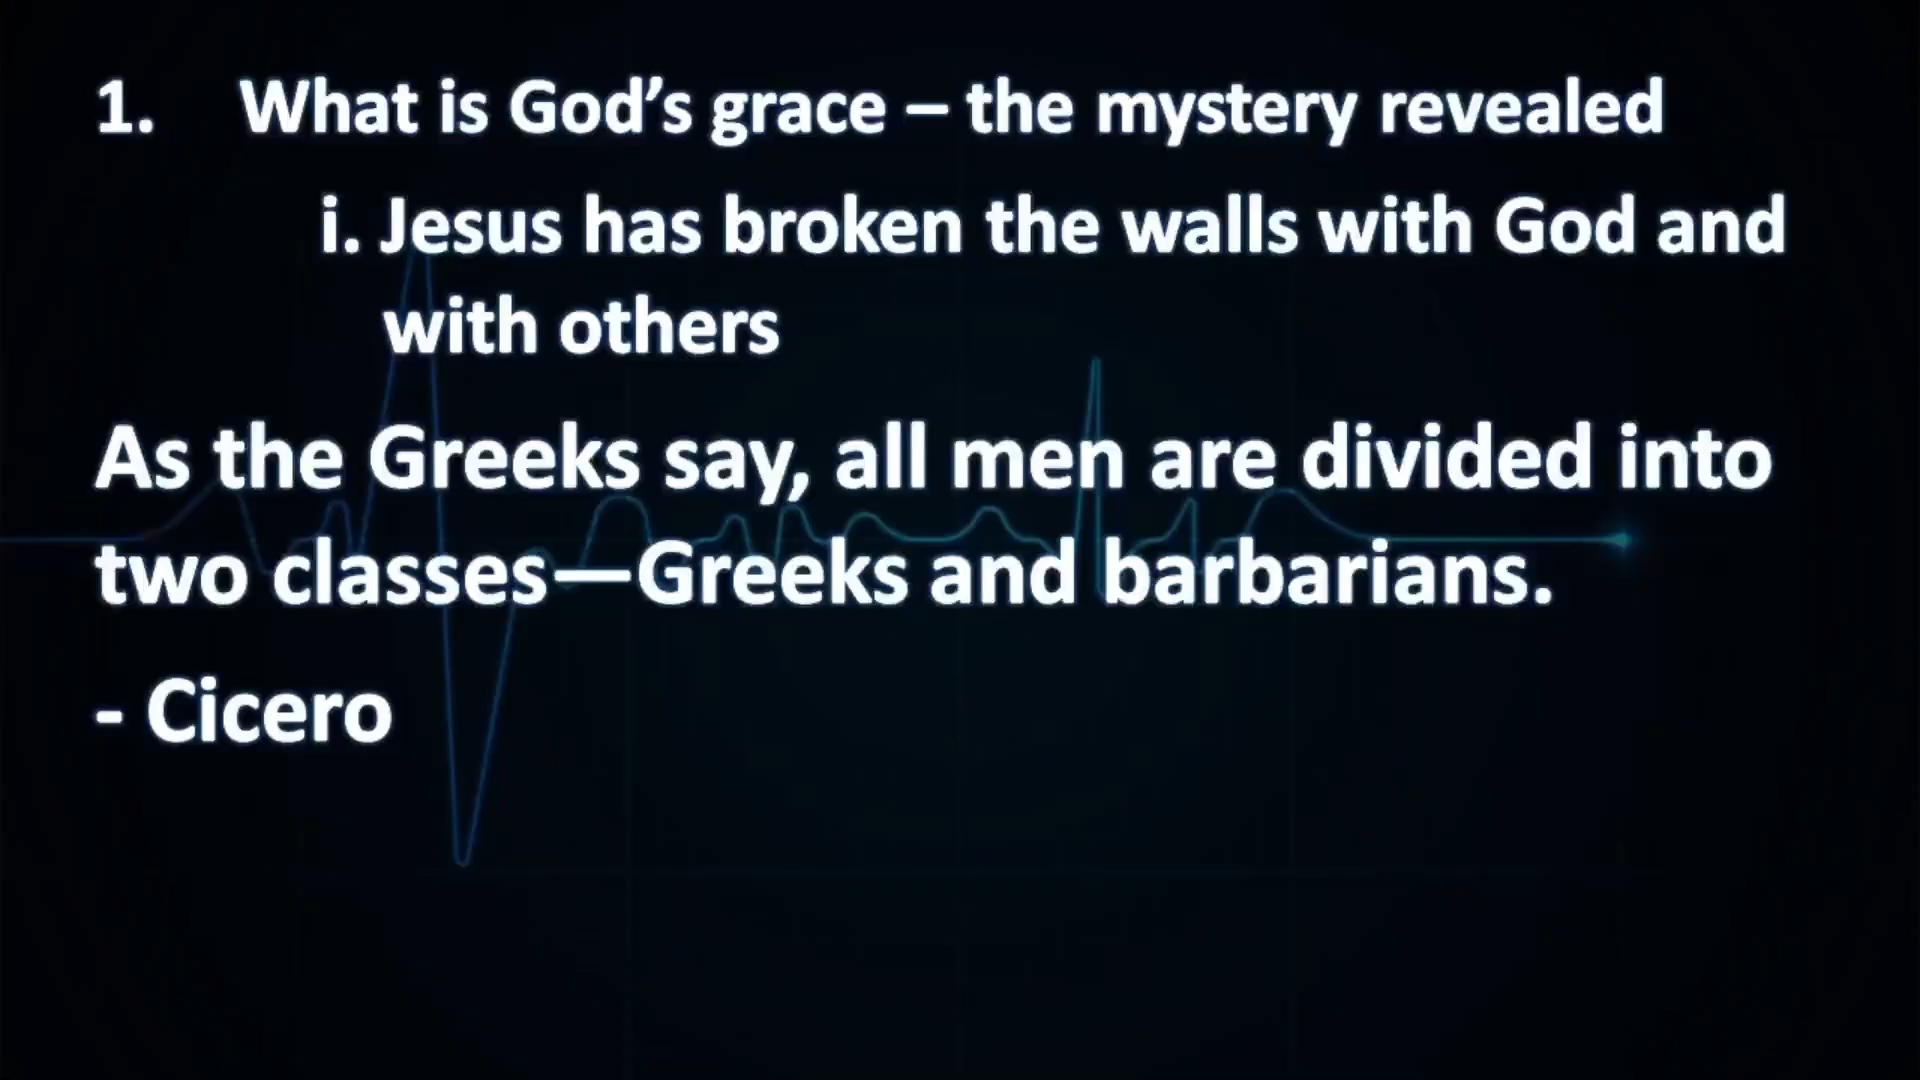 1. What is God’s grace – the mystery revealed
i. Jesus has broken the walls with God and
with others
As the Greeks say, all men are divided into
two classes—Greeks and barbarians.
- Cicero